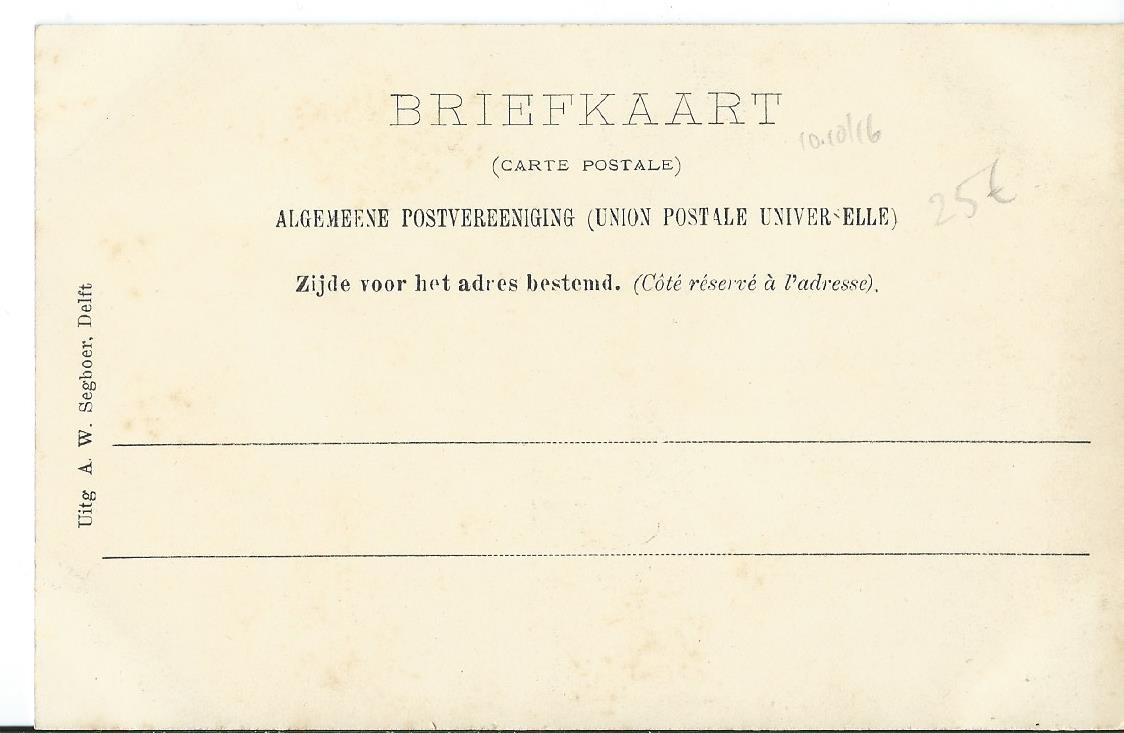 BRIEFKAART
10.10/16
(CARTE POSTALE)
25€
ALGEMEENE POSTVEREENIGING (UNION POSTALE UNIVERSELLE)
Zijde voor het adres bestemd. (Côté réservé à l'adresse).
Uitg A. W. Segboer, Delft